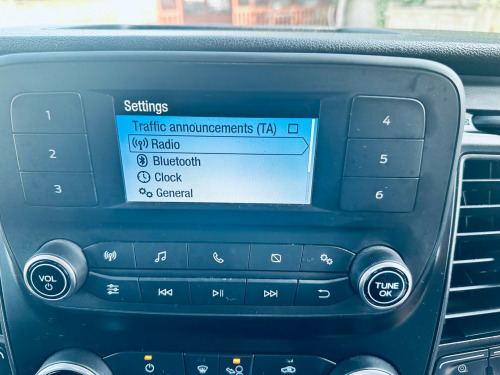 Settings
Traffic announcements (TA)
Radio
Bluetooth
Clock
General
1
2
3
4
5
6
VOL
TUNE
OK